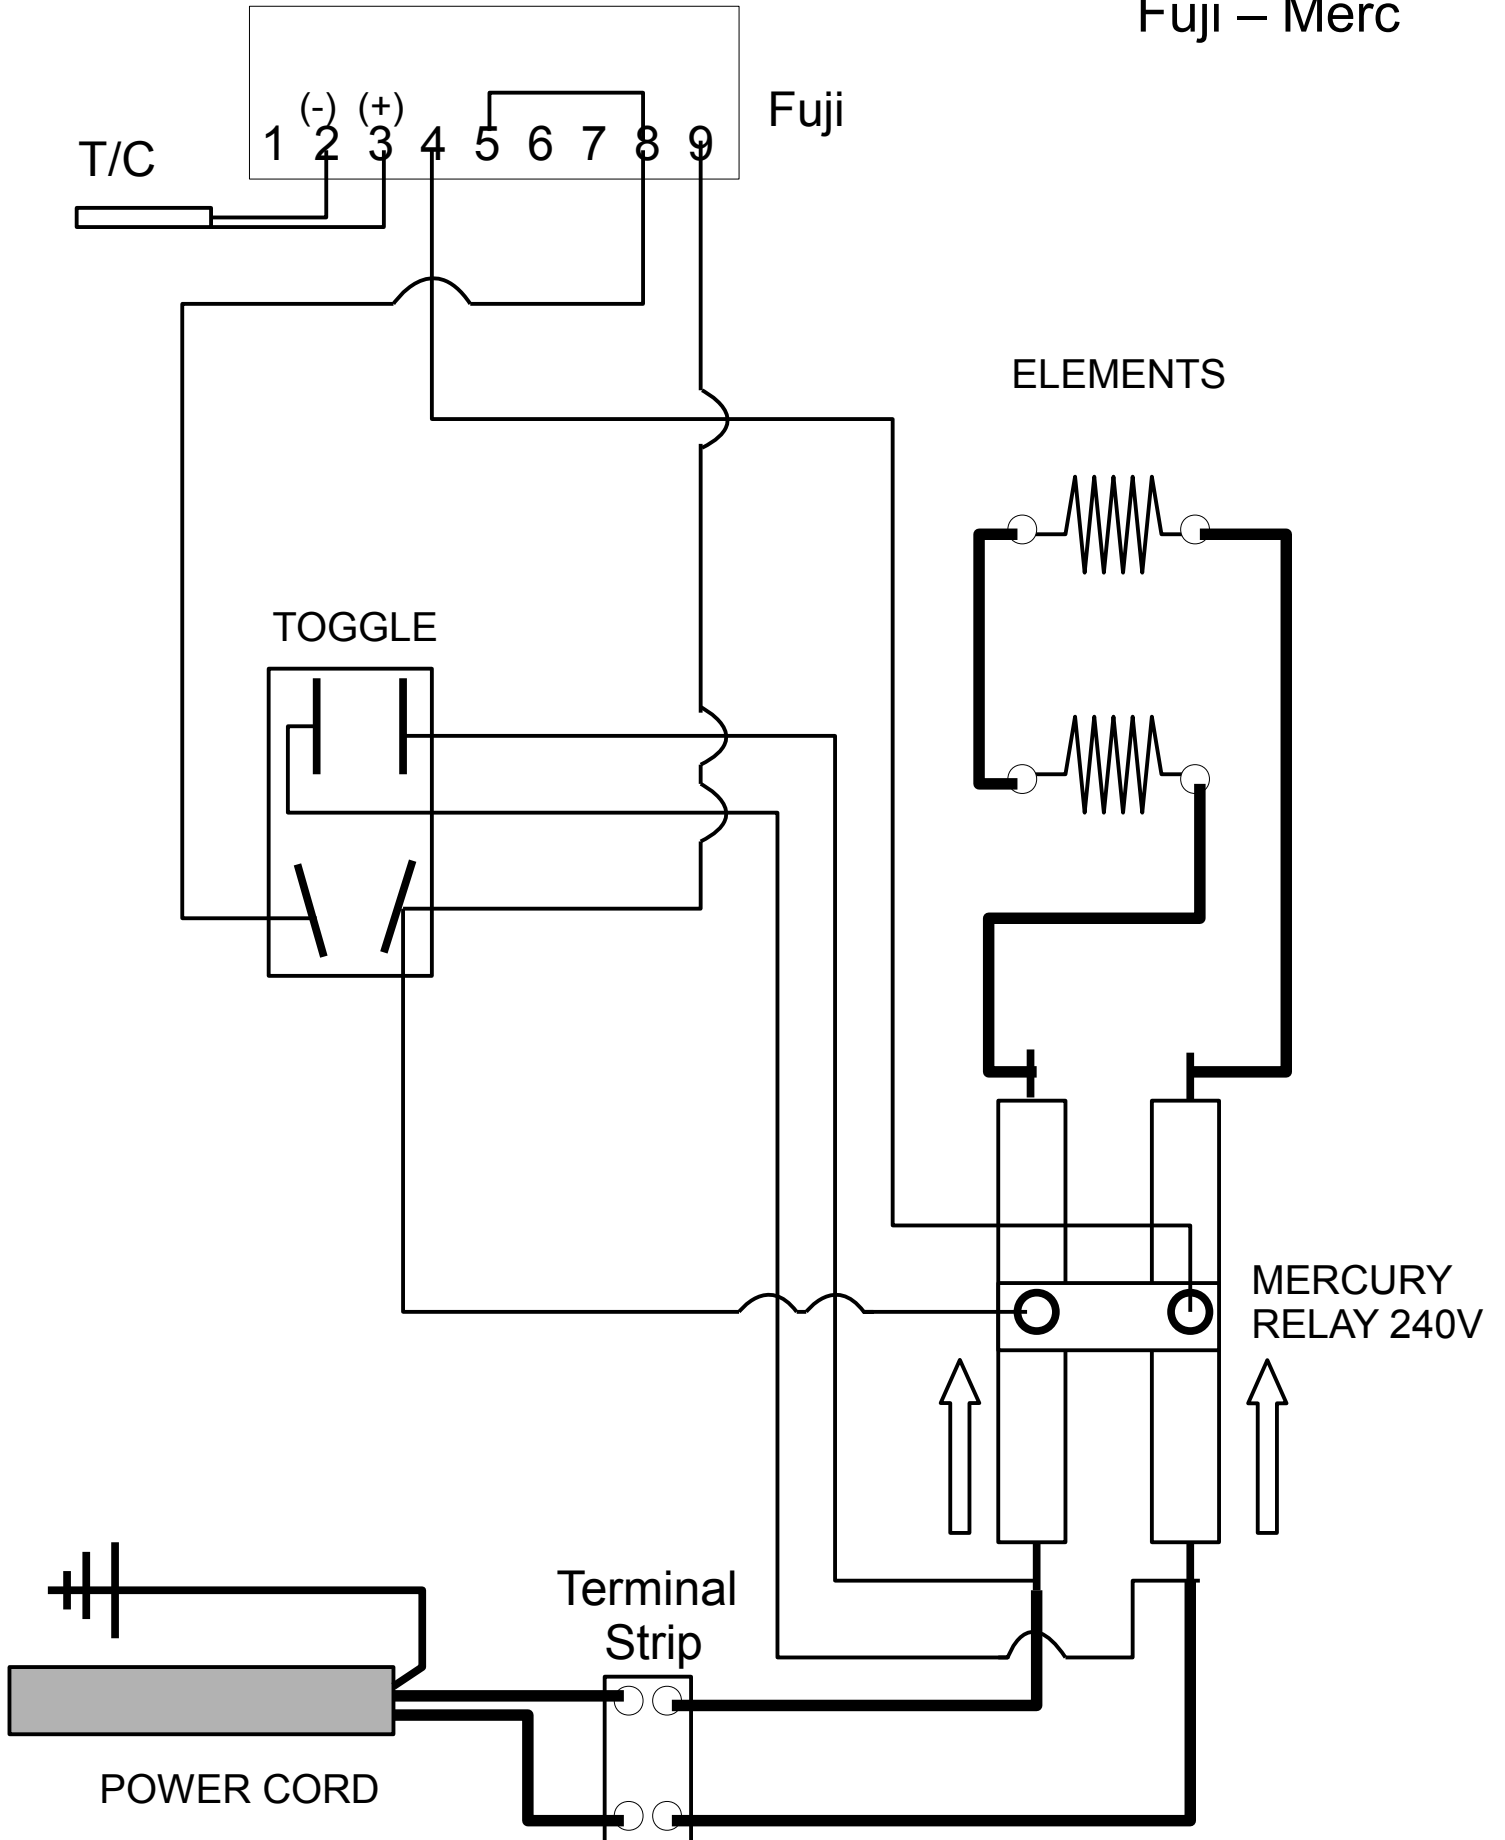 Fuji – Merc
(-) (+)
1 2 3 4 5 6 7 8 9
Fuji
T/C
ELEMENTS
TOGGLE
MERCURY
RELAY 240V
Terminal
Strip
POWER CORD